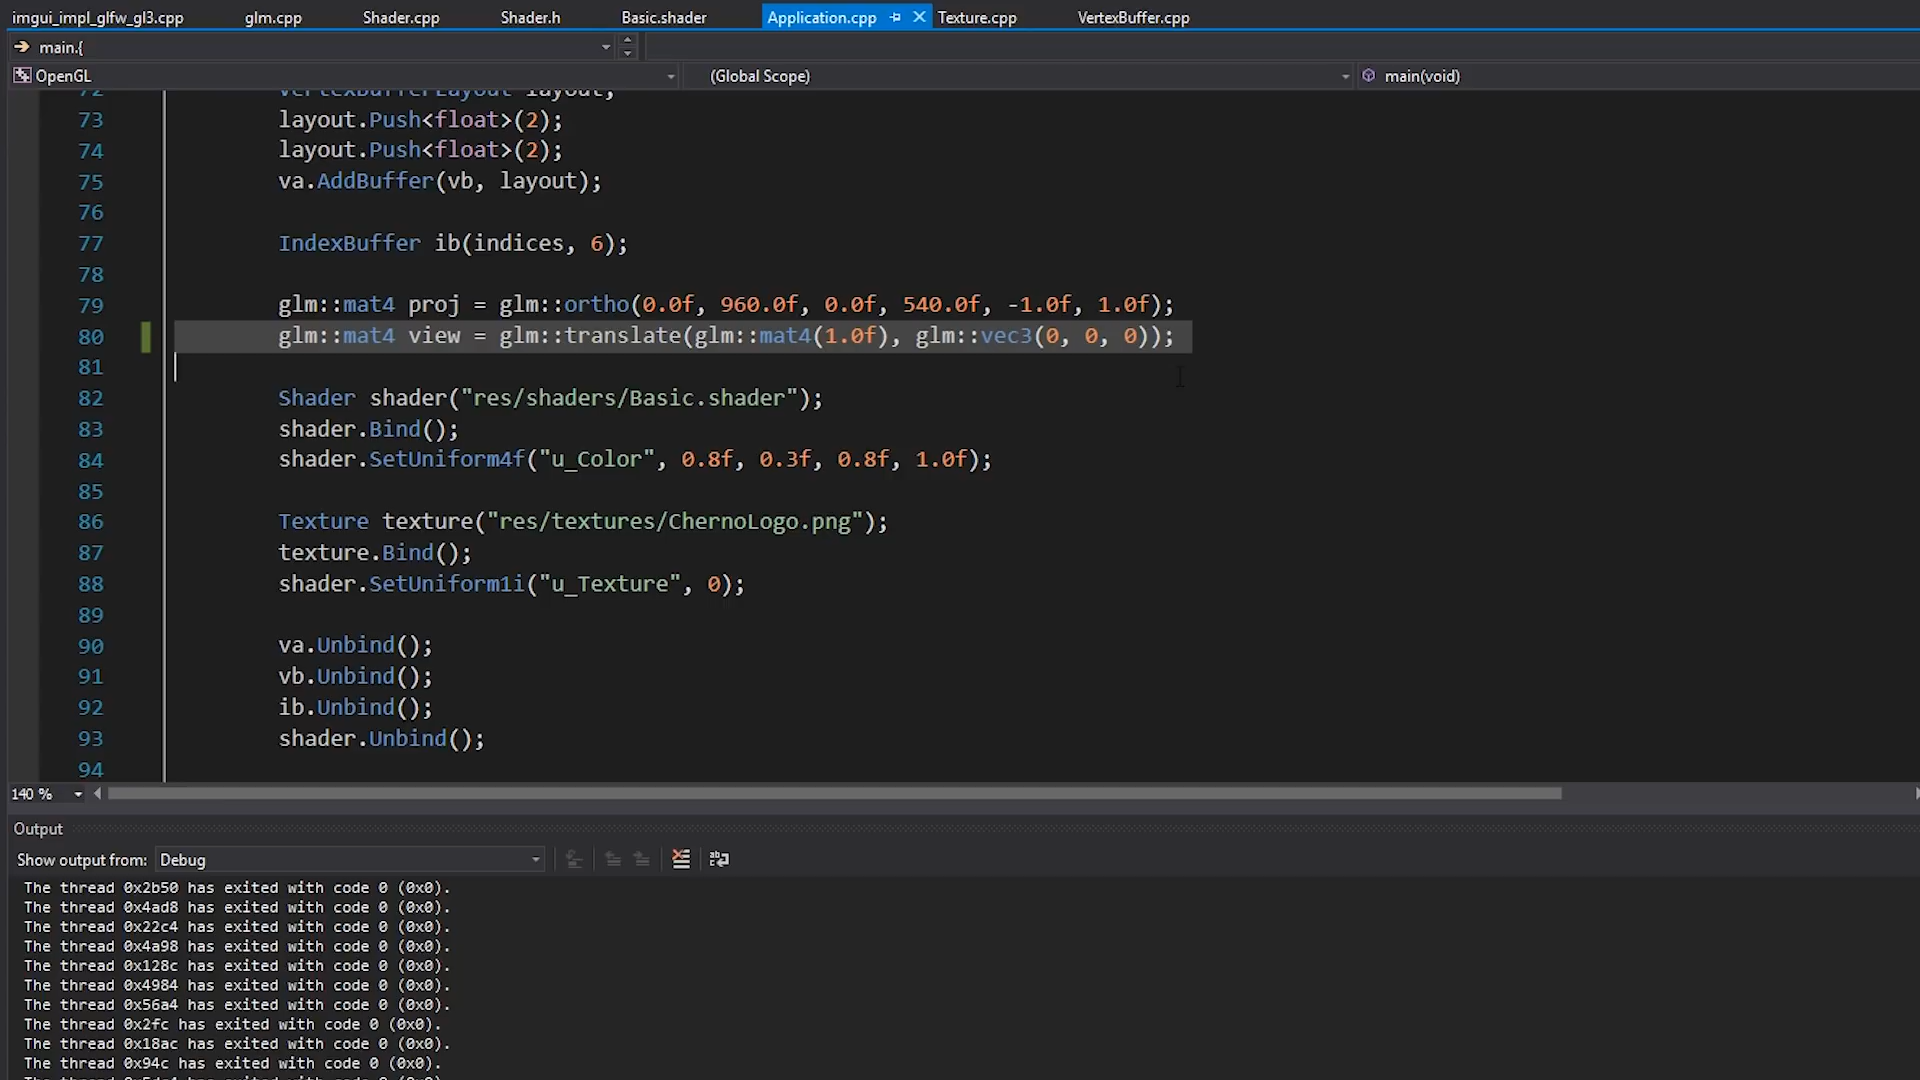 imgui_impl_glfw_gl3.cpp glm.cpp Shader.cpp Shader.h Basic.shader Application.cpp Texture.cpp VertexBuffer.cpp
main.{
OpenGL (Global Scope) main(void)
72 VertexBufferLayout layout;
73 layout.Push<float>(2);
74 layout.Push<float>(2);
75 va.AddBuffer(vb, layout);
76
77 IndexBuffer ib(indices, 6);
78
79 glm::mat4 proj = glm::ortho(0.0f, 960.0f, 0.0f, 540.0f, -1.0f, 1.0f);
80 glm::mat4 view = glm::translate(glm::mat4(1.0f), glm::vec3(0, 0, 0));
81
82 Shader shader("res/shaders/Basic.shader");
83 shader.Bind();
84 shader.SetUniform4f("u_Color", 0.8f, 0.3f, 0.8f, 1.0f);
85
86 Texture texture("res/textures/ChernoLogo.png");
87 texture.Bind();
88 shader.SetUniform1i("u_Texture", 0);
89
90 va.Unbind();
91 vb.Unbind();
92 ib.Unbind();
93 shader.Unbind();
94
140 %
Output
Show output from: Debug
The thread 0x2b50 has exited with code 0 (0x0).
The thread 0x4ad8 has exited with code 0 (0x0).
The thread 0x22c4 has exited with code 0 (0x0).
The thread 0x4a98 has exited with code 0 (0x0).
The thread 0x128c has exited with code 0 (0x0).
The thread 0x4984 has exited with code 0 (0x0).
The thread 0x56a4 has exited with code 0 (0x0).
The thread 0x2fc has exited with code 0 (0x0).
The thread 0x18ac has exited with code 0 (0x0).
The thread 0x94c has exited with code 0 (0x0).